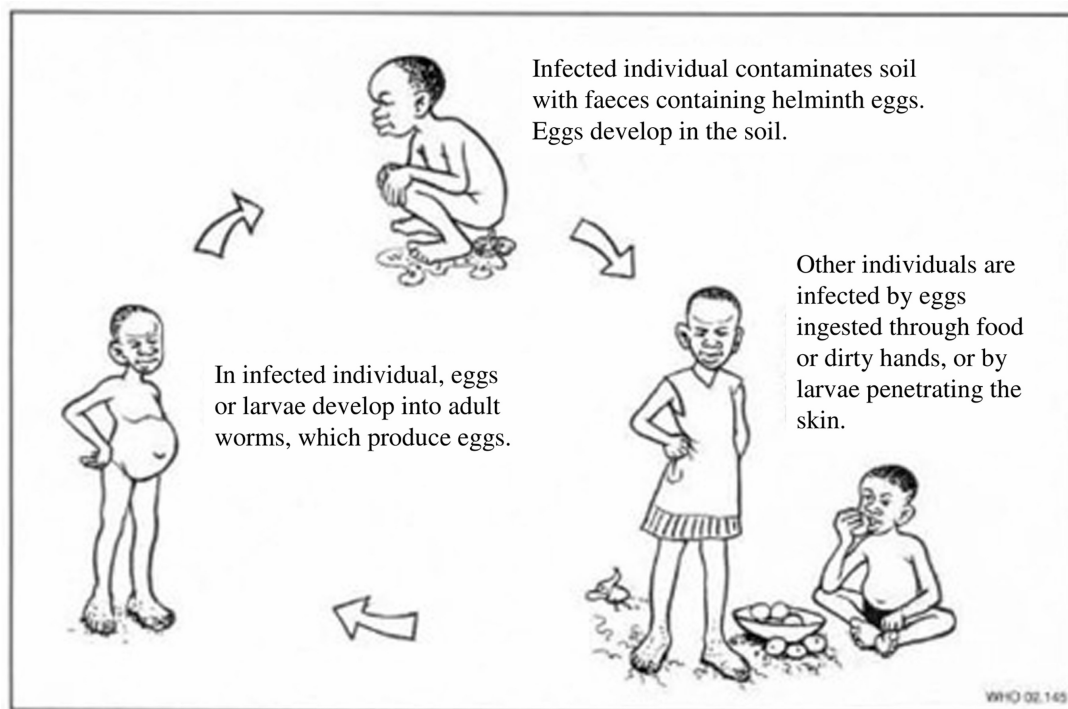 Infected individual contaminates soil
with faeces containing helminth eggs.
Eggs develop in the soil.
Other individuals are
infected by eggs
ingested through food
or dirty hands, or by
larvae penetrating the
skin.
In infected individual, eggs
or larvae develop into adult
worms, which produce eggs.
WHO 02.145